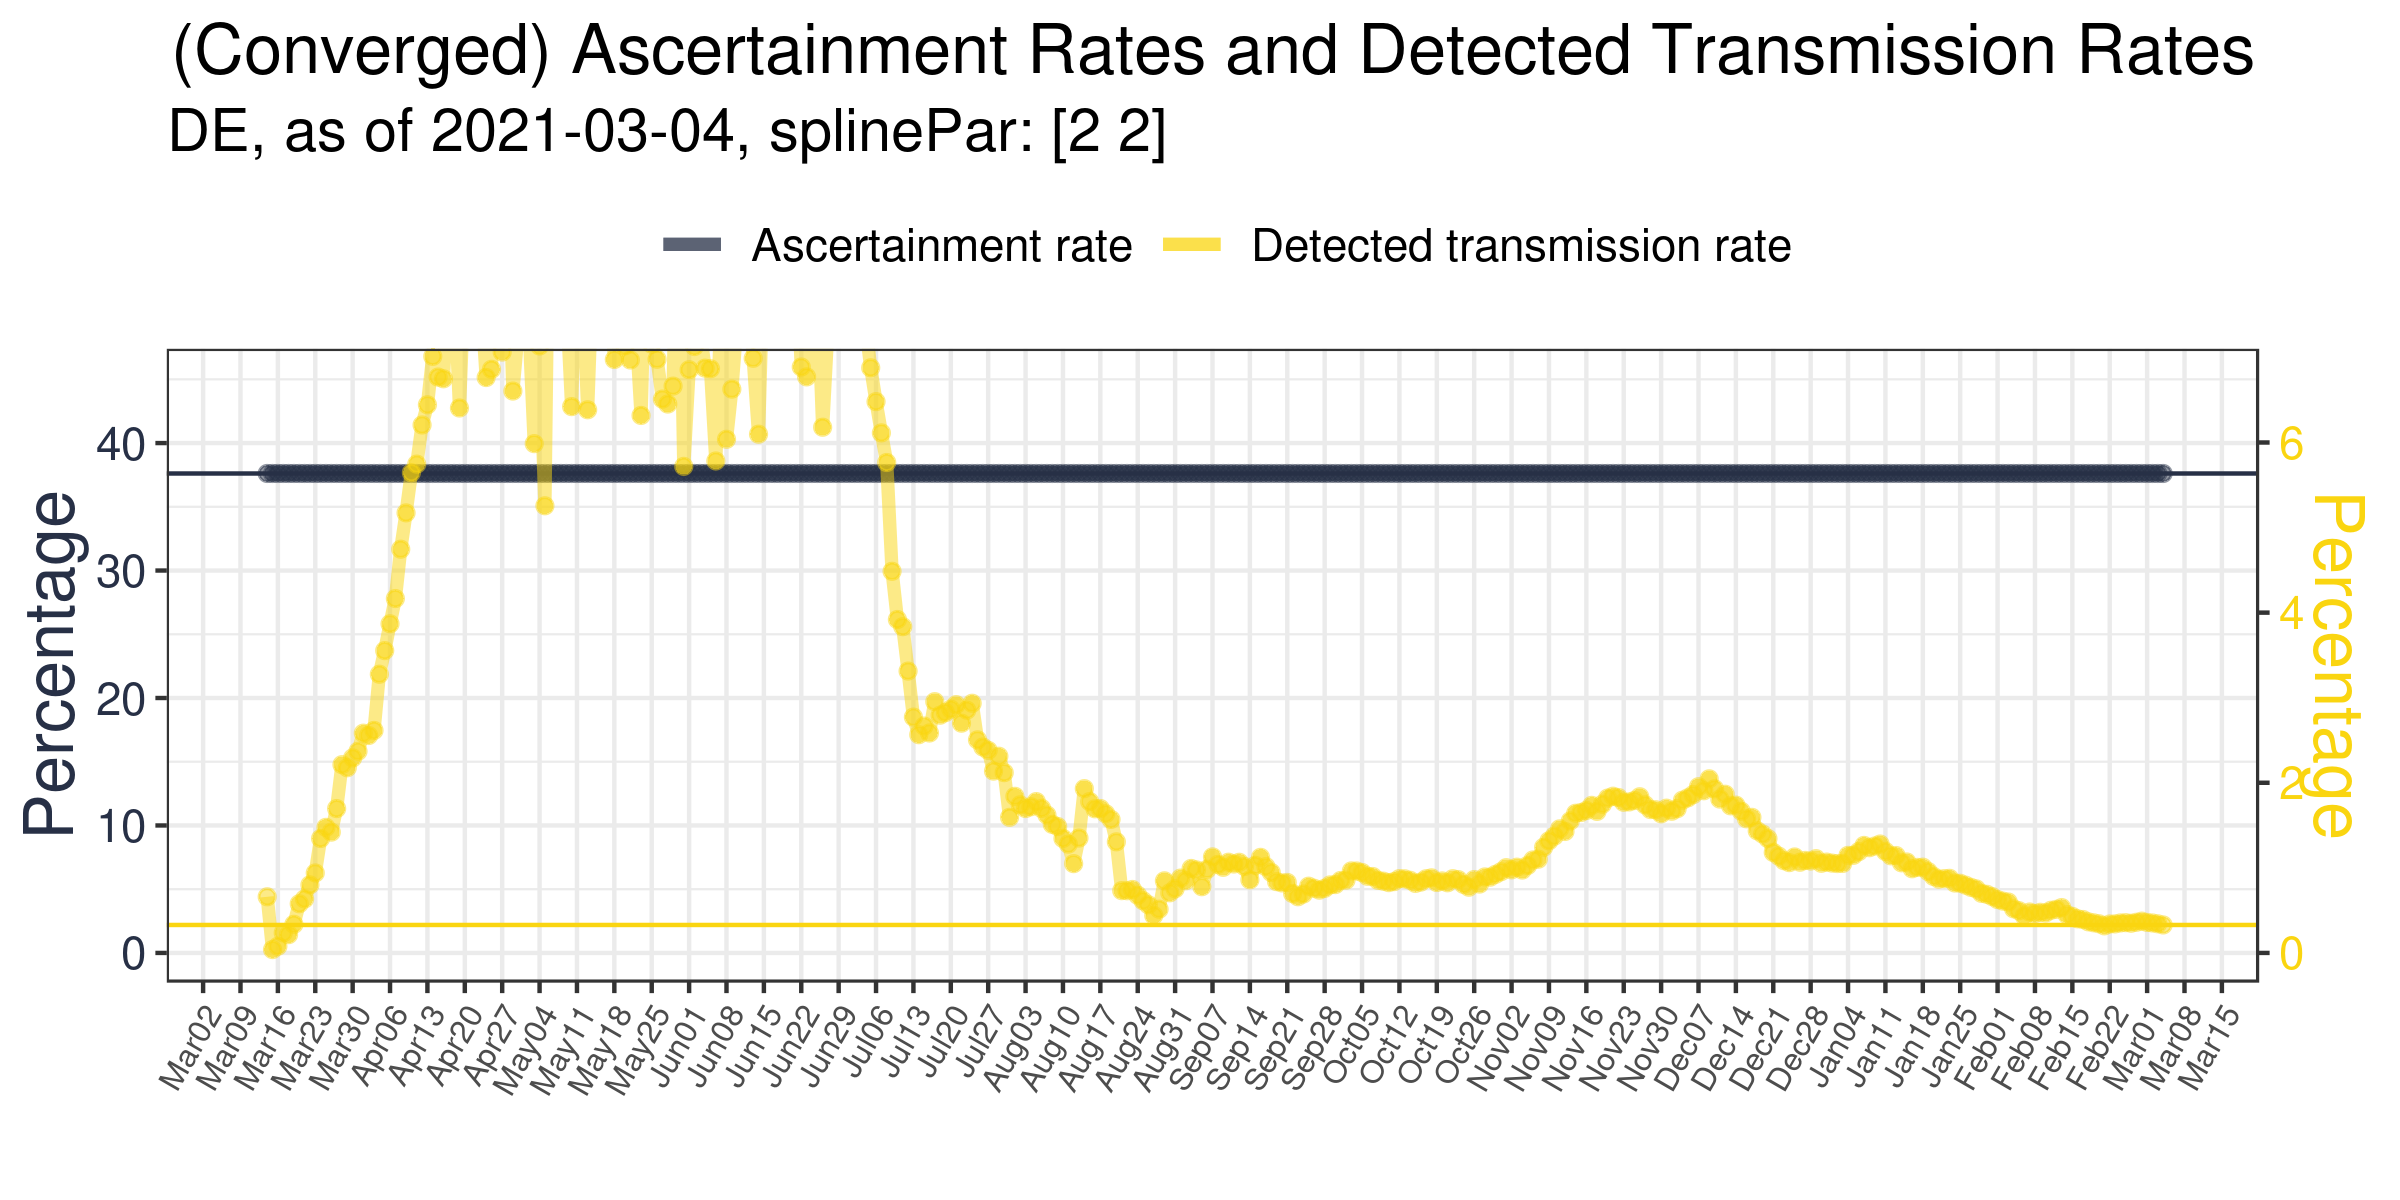 (Converged) Ascertainment Rates and Detected Transmission Rates
DE, as of 2021-03-04, splinePar: [2 2]
Ascertainment rate
Detected transmission rate
Percentage
40
30
20
10
0
6
4
2
0
Percentage
Mar02
Mar09
Mar16
Mar23
Mar30
Apr06
Apr13
Apr20
Apr27
May04
May11
May18
May25
Jun01
Jun08
Jun15
Jun22
Jun29
Jul06
Jul13
Jul20
Jul27
Aug03
Aug10
Aug17
Aug24
Aug31
Sep07
Sep14
Sep21
Sep28
Oct05
Oct12
Oct19
Oct26
Nov02
Nov09
Nov16
Nov23
Nov30
Dec07
Dec14
Dec21
Dec28
Jan04
Jan11
Jan18
Jan25
Feb01
Feb08
Feb15
Feb22
Mar01
Mar08
Mar15